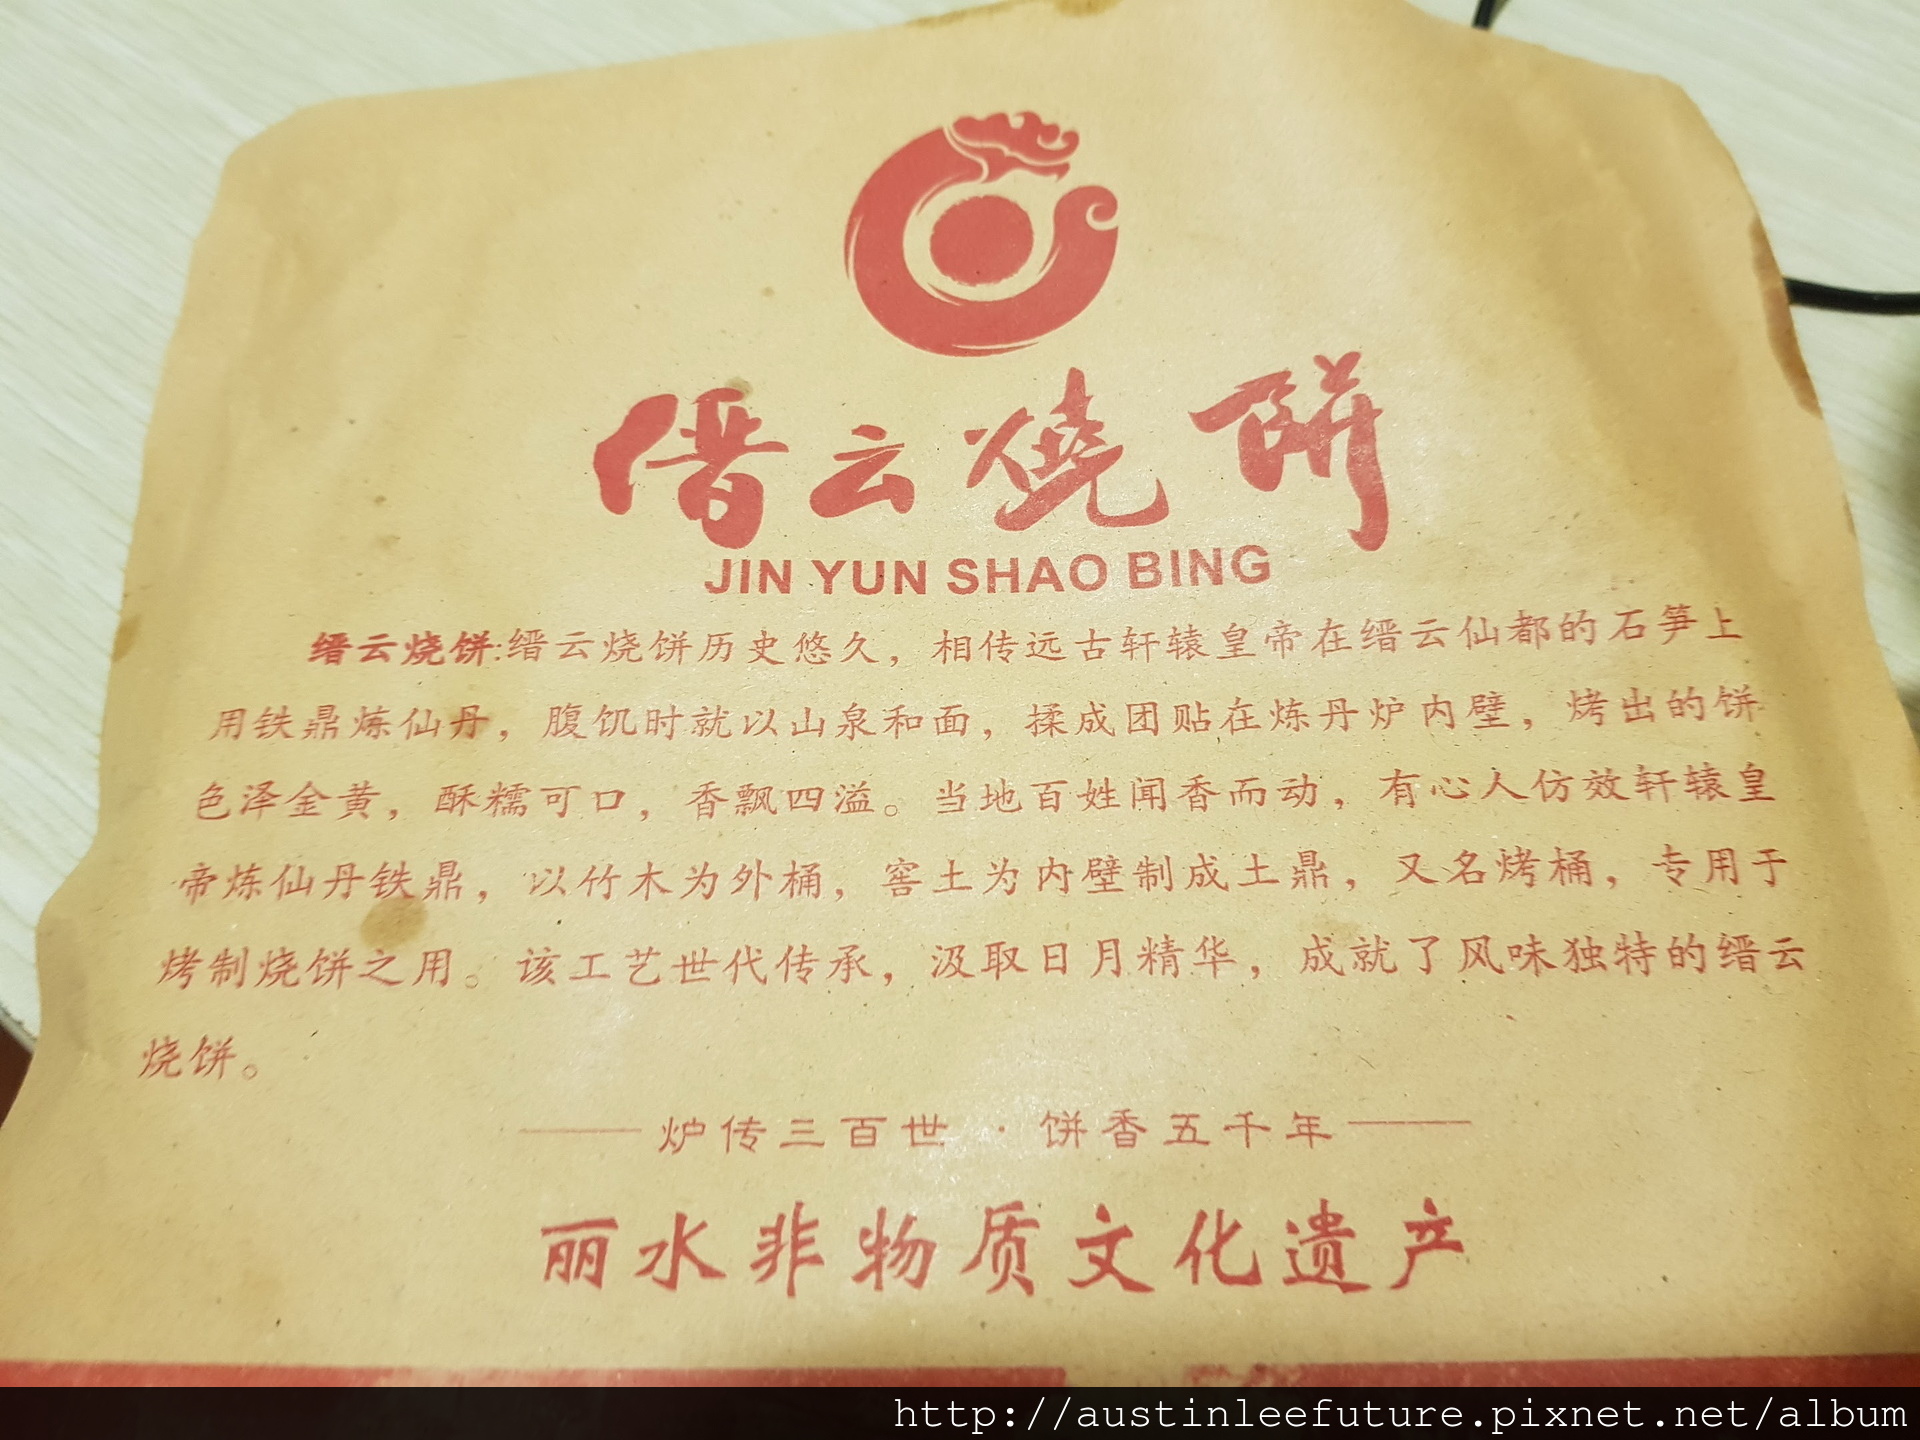 缙云燒餅
JIN YUN SHAO BING
缙云烧饼:缙云烧饼历史悠久，相传远古轩辕皇帝在缙云仙都的石笋上
用铁鼎炼仙丹，腹饥时就以山泉和面，揉成团贴在炼丹炉内壁，烤出的饼
色泽金黄，酥糯可口，香飘四溢。当地百姓闻香而动，有心人仿效轩辕皇
帝炼仙丹铁鼎，以竹木为外桶，窖土为内壁制成土鼎，又名烤桶，专用于
烤制烧饼之用。该工艺世代传承，汲取日月精华，成就了风味独特的缙云
烧饼。
炉传三百世 · 饼香五千年
丽水非物质文化遗产
http://austinleefuture.pixnet.net/album